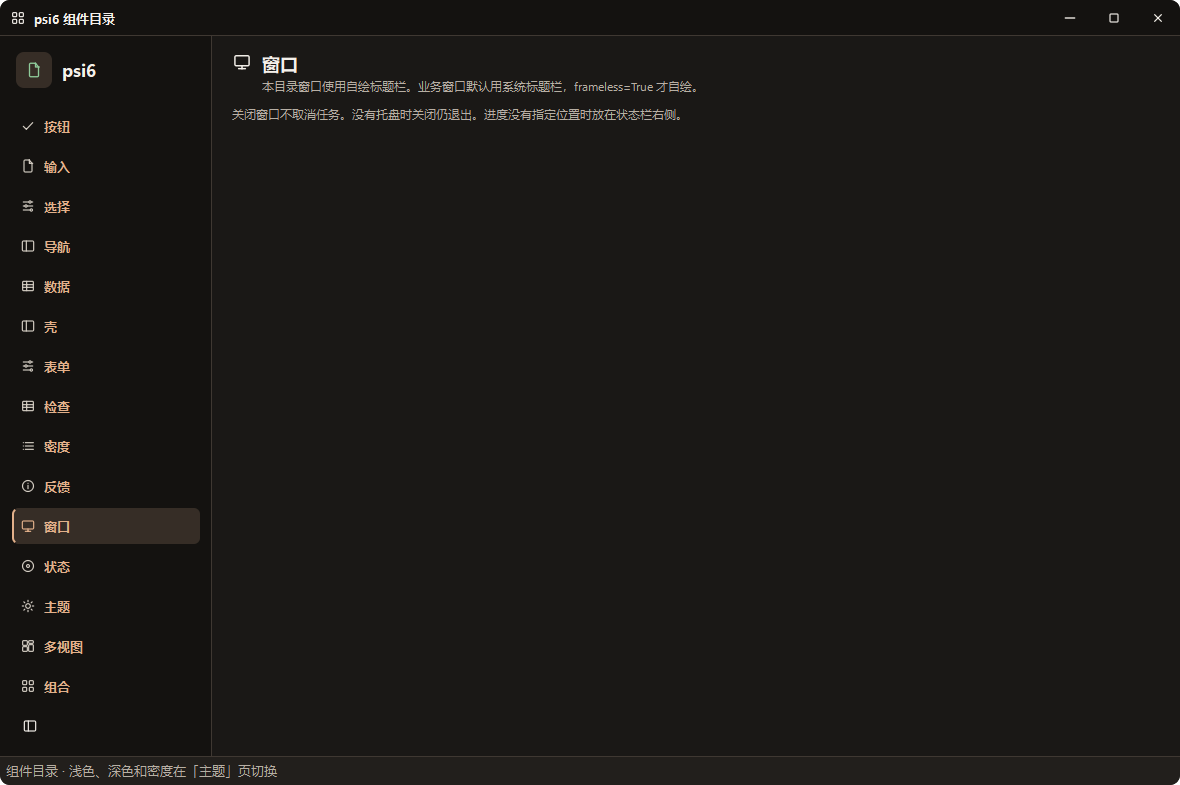 psi6 组件目录
psi6
按钮
输入
选择
导航
数据
壳
表单
检查
密度
反馈
窗口
状态
主题
多视图
组合
窗口
本目录窗口使用自绘标题栏。业务窗口默认用系统标题栏，frameless=True 才自绘。
关闭窗口不取消任务。没有托盘时关闭仍退出。进度没有指定位置时放在状态栏右侧。
组件目录 · 浅色、深色和密度在「主题」页切换